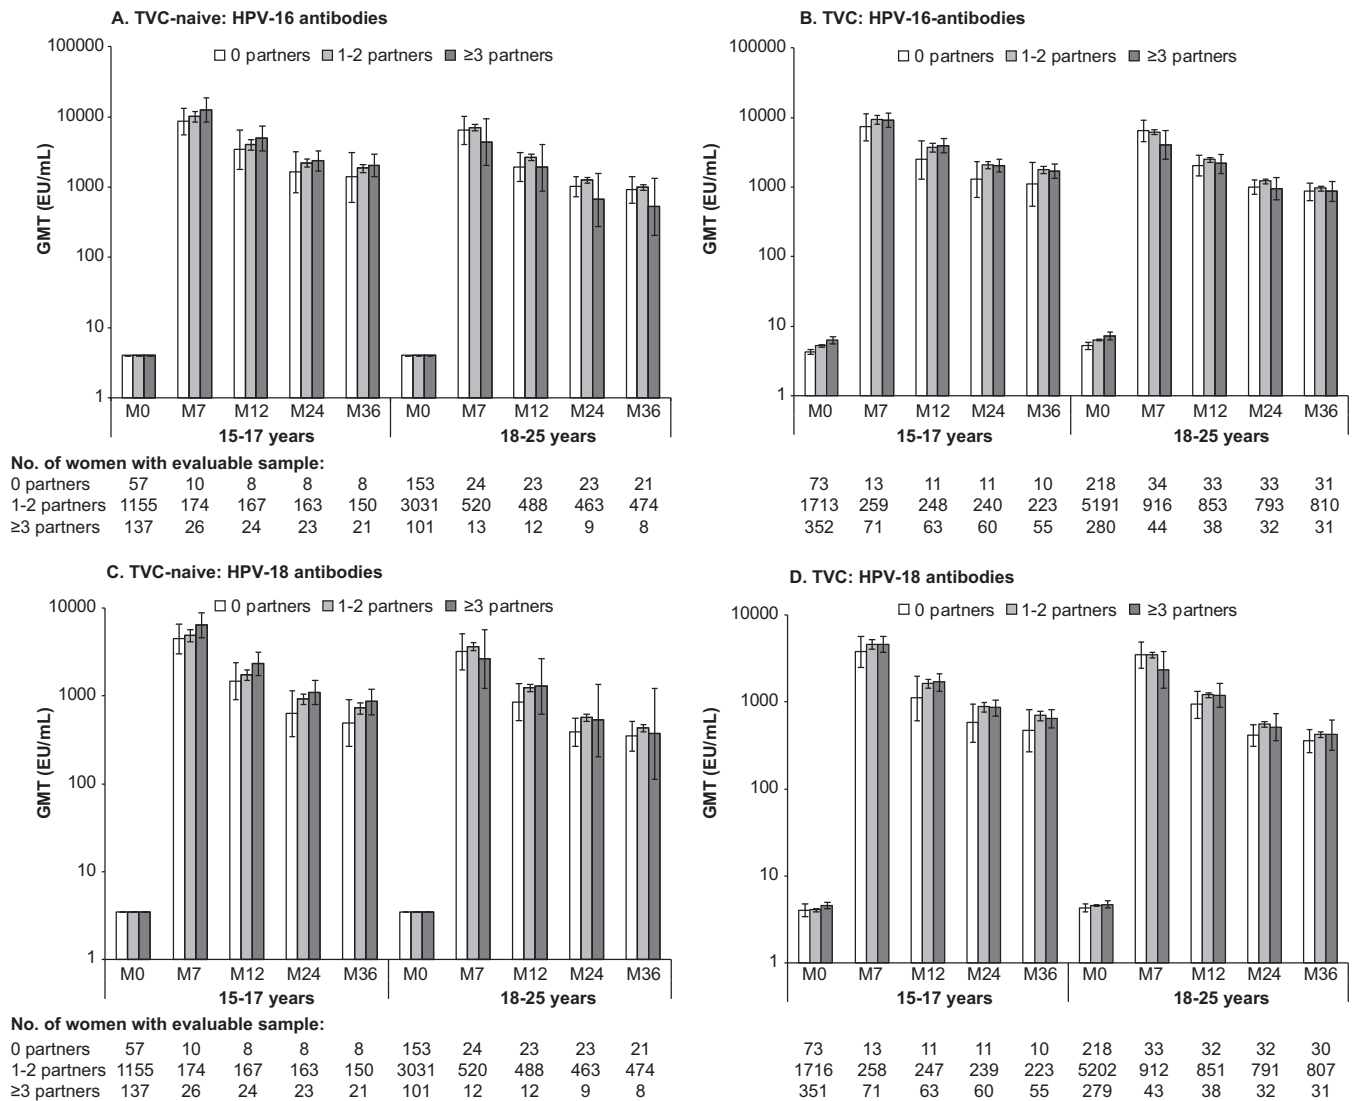 A. TVC-naive: HPV-16 antibodies
0 partners 1-2 partners ≥3 partners
GMT (EU/mL)
100000
10000
1000
100
10
1
M0 M7 M12 M24 M36 M0 M7 M12 M24 M36
15-17 years 18-25 years
No. of women with evaluable sample:
0 partners 57 10 8 8 8 153 24 23 23 21
1-2 partners 1155 174 167 163 150 3031 520 488 463 474
≥3 partners 137 26 24 23 21 101 13 12 9 8
B. TVC: HPV-16-antibodies
0 partners 1-2 partners ≥3 partners
GMT (EU/mL)
100000
10000
1000
100
10
1
M0 M7 M12 M24 M36 M0 M7 M12 M24 M36
15-17 years 18-25 years
73 13 11 11 10 218 34 33 33 31
1713 259 248 240 223 5191 916 853 793 810
352 71 63 60 55 280 44 38 32 31
C. TVC-naive: HPV-18 antibodies
0 partners 1-2 partners ≥3 partners
GMT (EU/mL)
10000
1000
100
10
1
M0 M7 M12 M24 M36 M0 M7 M12 M24 M36
15-17 years 18-25 years
No. of women with evaluable sample:
0 partners 57 10 8 8 8 153 24 23 23 21
1-2 partners 1155 174 167 163 150 3031 520 488 463 474
≥3 partners 137 26 24 23 21 101 12 12 9 8
D. TVC: HPV-18 antibodies
0 partners 1-2 partners ≥3 partners
GMT (EU/mL)
10000
1000
100
10
1
M0 M7 M12 M24 M36 M0 M7 M12 M24 M36
15-17 years 18-25 years
73 13 11 11 10 218 33 32 32 30
1716 258 247 239 223 5202 912 851 791 807
351 71 63 60 55 279 43 38 32 31